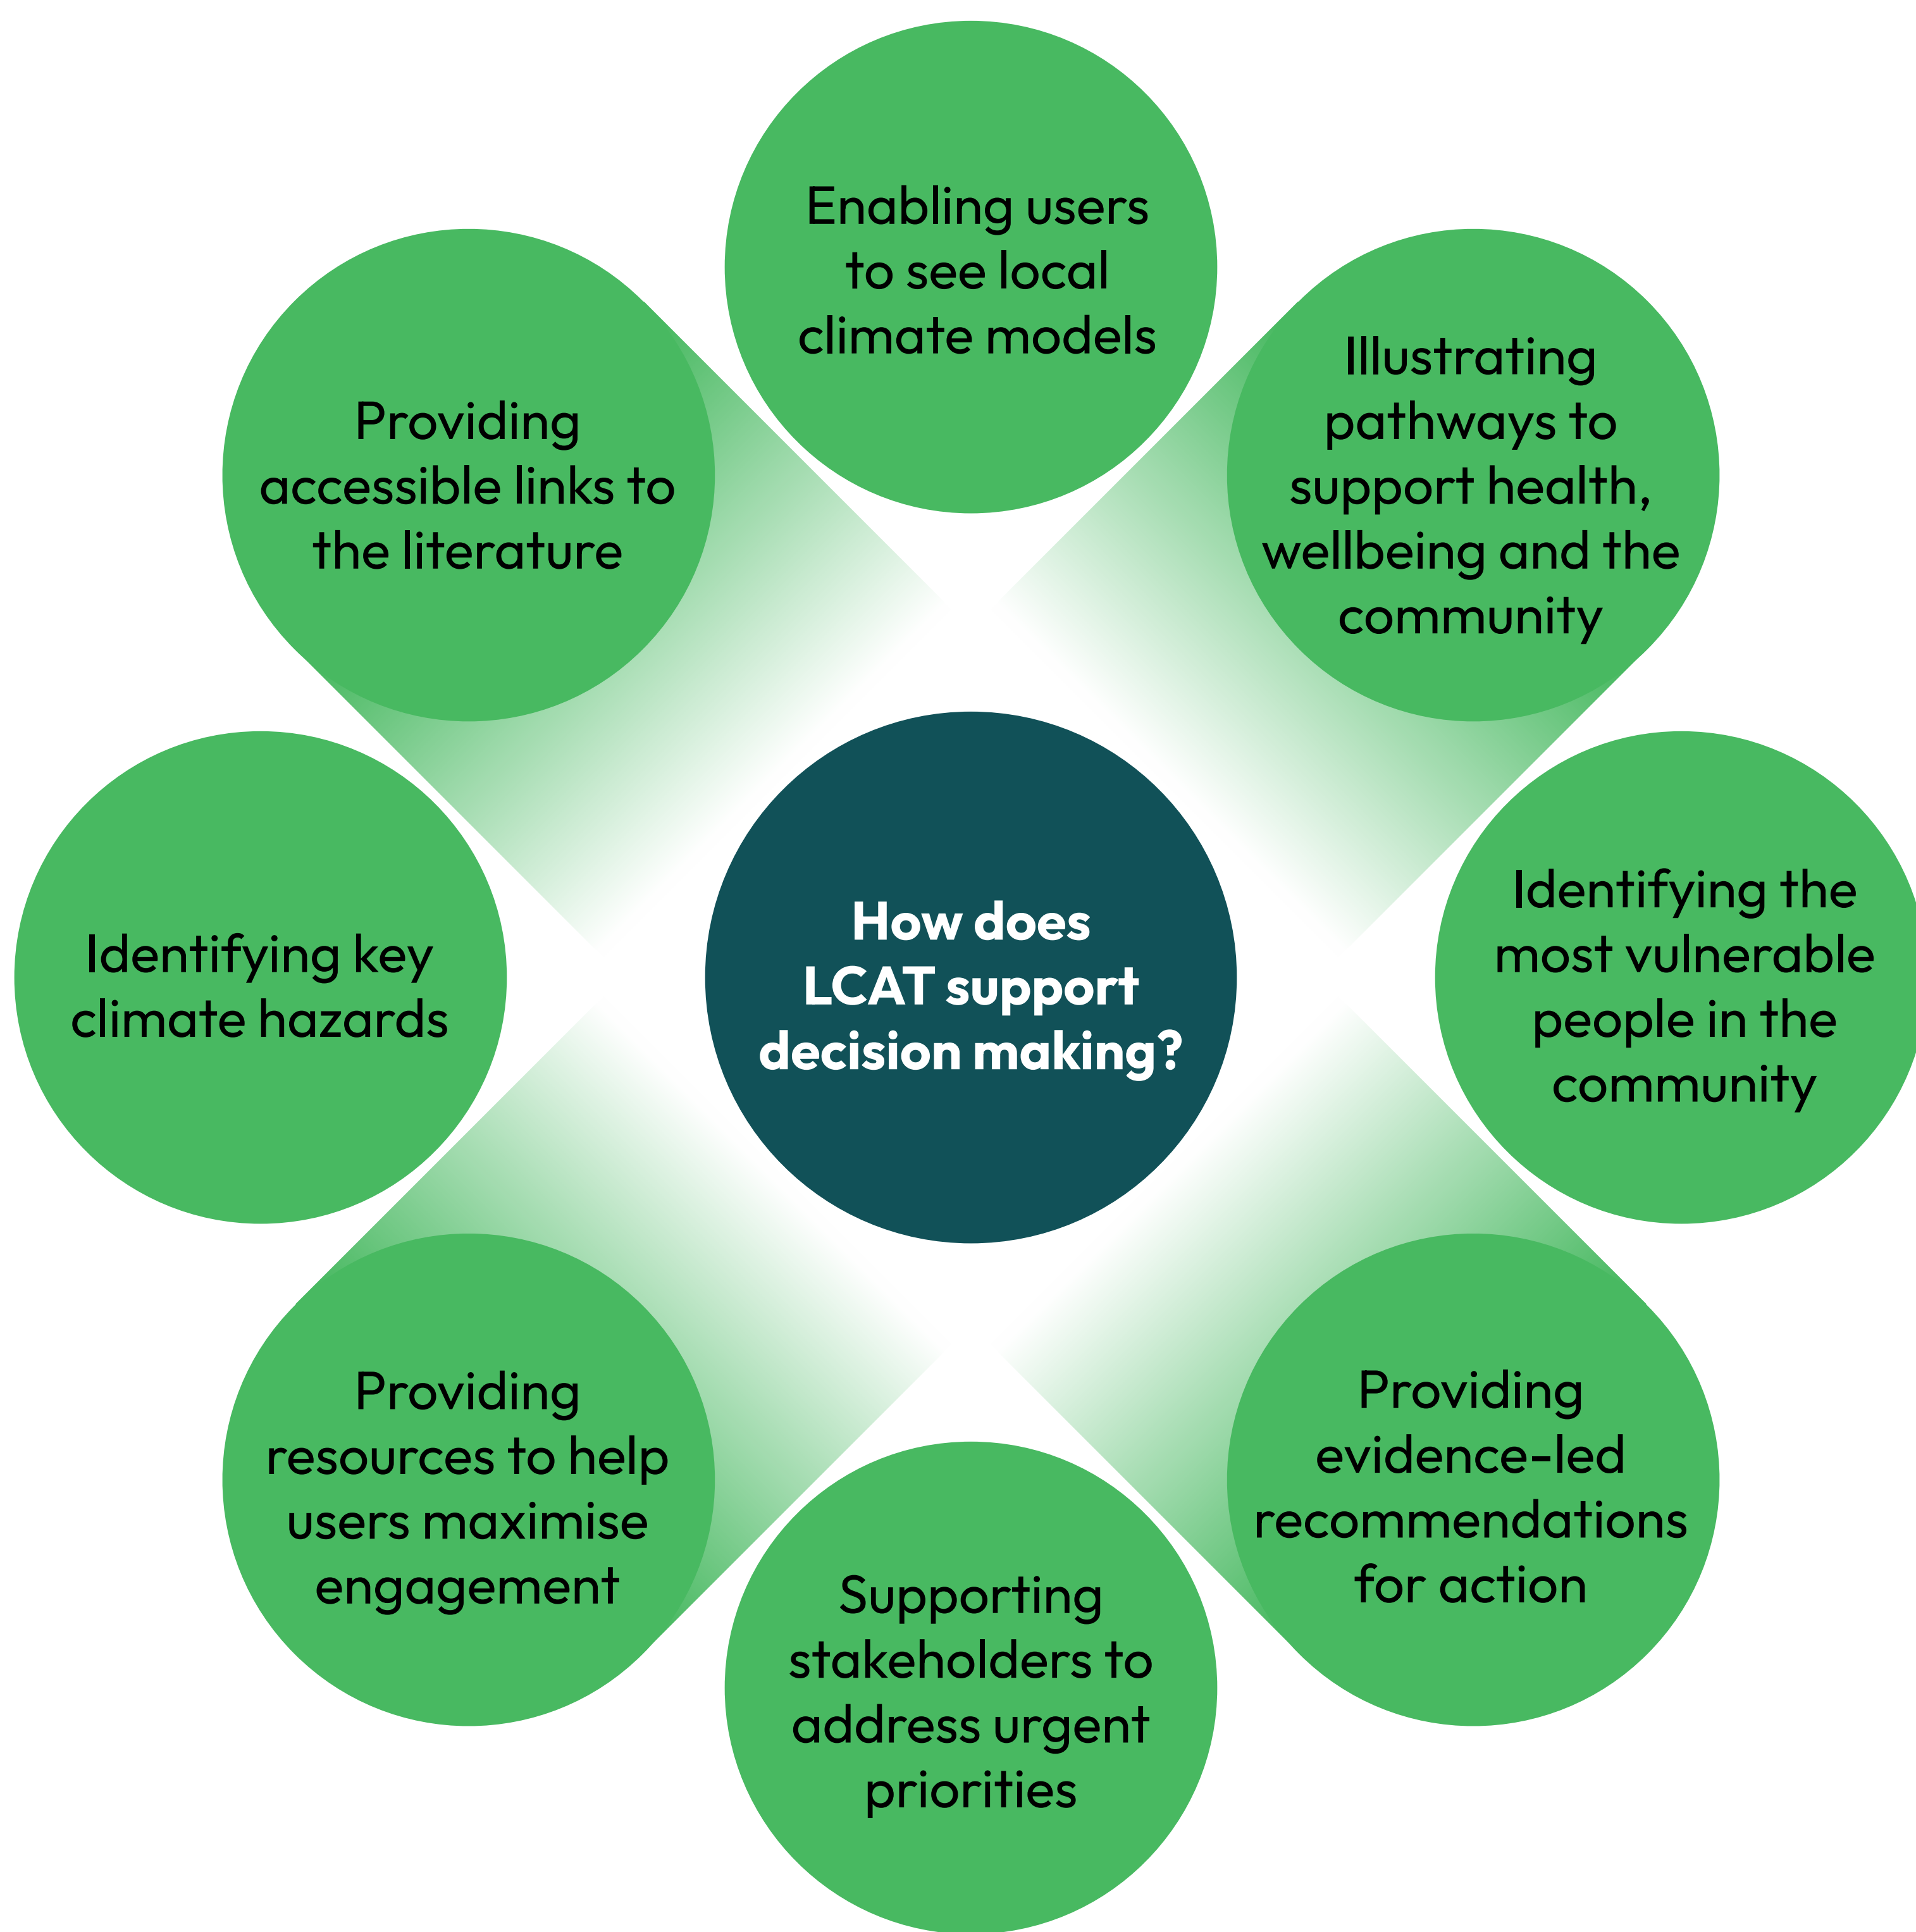 Enabling users
to see local
climate models
Illustrating
pathways to
support health,
wellbeing and the
community
Identifying the
most vulnerable
people in the
community
Providing
evidence-led
recommendations
for action
Supporting
stakeholders to
address urgent
priorities
Providing
resources to help
users maximise
engagement
Identifying key
climate hazards
Providing
accessible links to
the literature
How does
LCAT support
decision making?